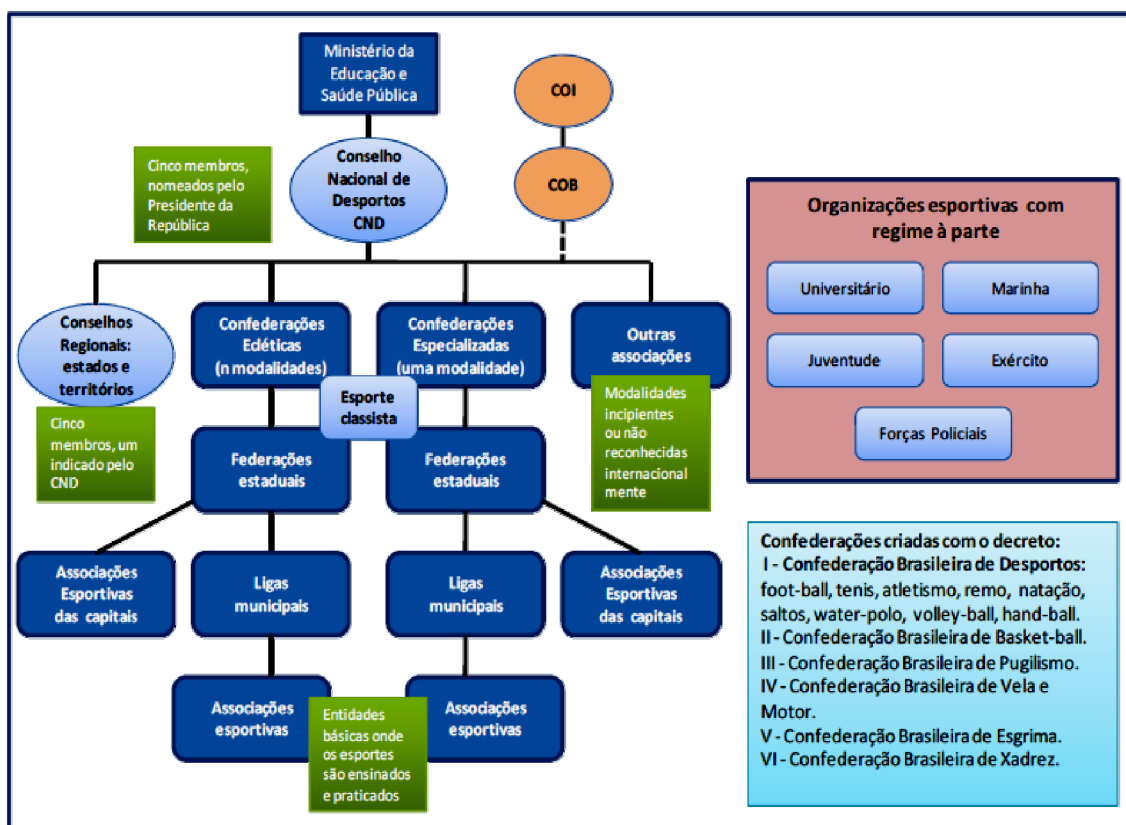 Ministério da
Educação e
Saúde Pública
COI
Cinco membros,
nomeados pelo
Presidente da
República
Conselho
Nacional de
Desportos
CND
COB
Organizações esportivas com
regime à parte
Universitário
Marinha
Juventude
Exército
Forças Policiais
Conselhos
Regionais:
estados e
territórios
Confederações
Ecléticas
(n modalidades)
Confederações
Especializadas
(uma modalidade)
Outras
associações
Esporte
classista
Cinco
membros, um
indicado pelo
CND
Modalidades
incipientes
ou não
reconhecidas
internacional
mente
Federações
estaduais
Federações
estaduais
Associações
Esportivas
das capitais
Ligas
municipais
Ligas
municipais
Associações
Esportivas
das capitais
Associações
esportivas
Entidades
básicas onde
os esportes
são ensinados
e praticados
Associações
esportivas
Confederações criadas com o decreto:
I - Confederação Brasileira de Desportos:
foot-ball, tenis, atletismo, remo, natação,
saltos, water-polo, volley-ball, hand-ball.
II - Confederação Brasileira de Basket-ball.
III - Confederação Brasileira de Pugilismo.
IV - Confederação Brasileira de Vela e
Motor.
V - Confederação Brasileira de Esgrima.
VI - Confederação Brasileira de Xadrez.